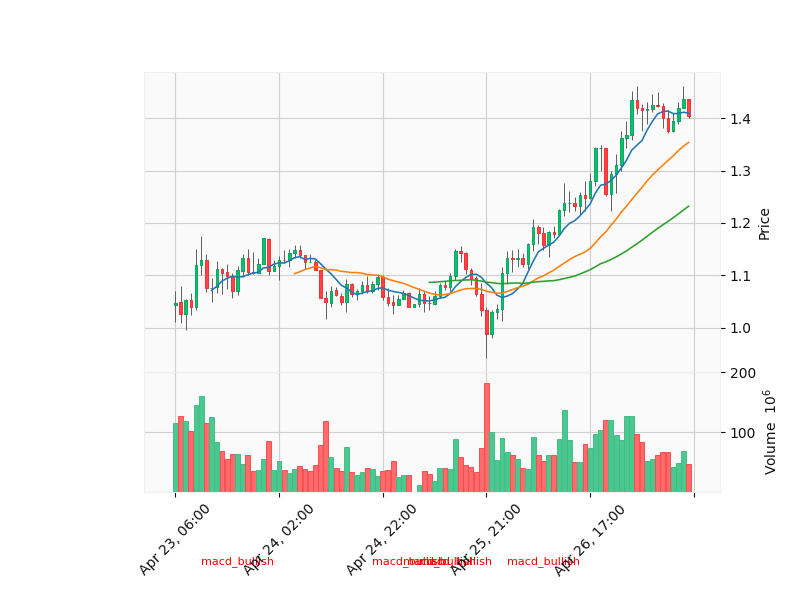 1.4
1.3
1.2
1.1
1.0
Price
200
100
Volume 10^6
Apr 23, 06:00
Apr 24, 02:00
Apr 24, 22:00
Apr 25, 21:00
Apr 26, 17:00
macd_bullish
macd_bullish
macd_bullish